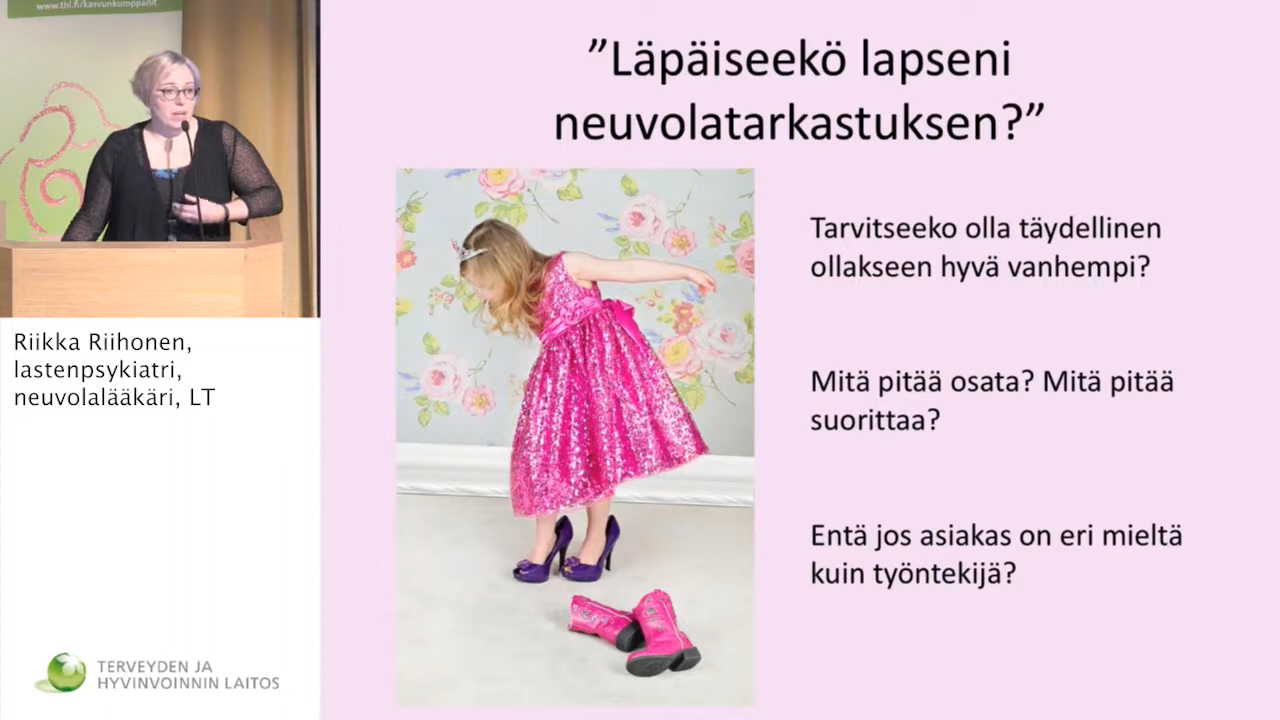 www.thl.fi/kasvunkumppanit
Riikka Riihonen,
lastenpsykiatri,
neuvolalääkäri, LT
TERVEYDEN JA
HYVINVOINNIN LAITOS
”Läpäiseekö lapseni
neuvolatarkastuksen?”
Tarvitseeko olla täydellinen
ollakseen hyvä vanhempi?
Mitä pitää osata? Mitä pitää
suorittaa?
Entä jos asiakas on eri mieltä
kuin työntekijä?